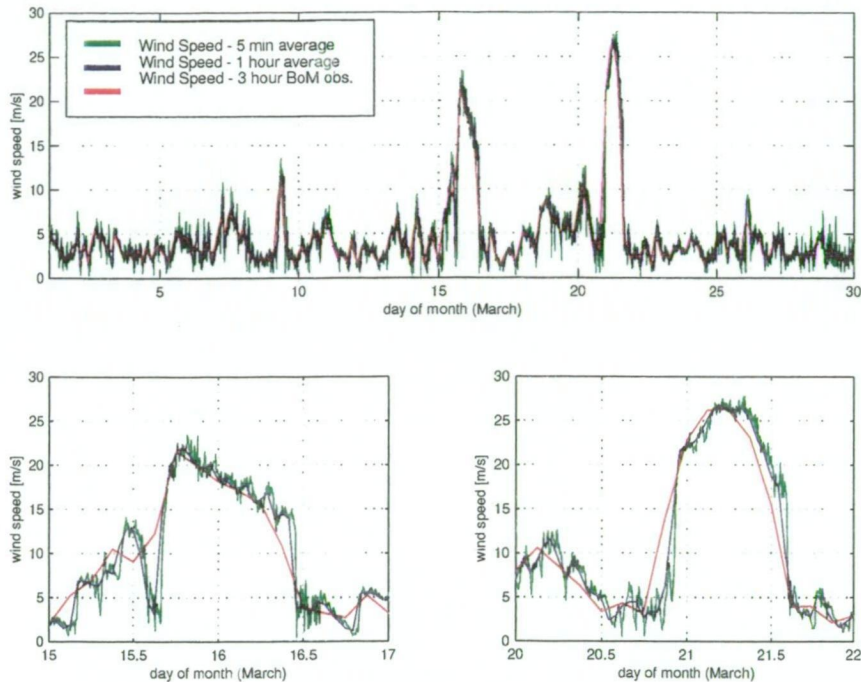 30
25
20
15
10
5
0
wind speed [m/s]
Wind Speed - 5 min average
Wind Speed - 1 hour average
Wind Speed - 3 hour BoM obs.
5 10 15 20 25 30
day of month (March)
30
25
20
15
10
5
0
wind speed [m/s]
15 15.5 16 16.5 17
day of month (March)
30
25
20
15
10
5
0
wind speed [m/s]
20 20.5 21 21.5 22
day of month (March)